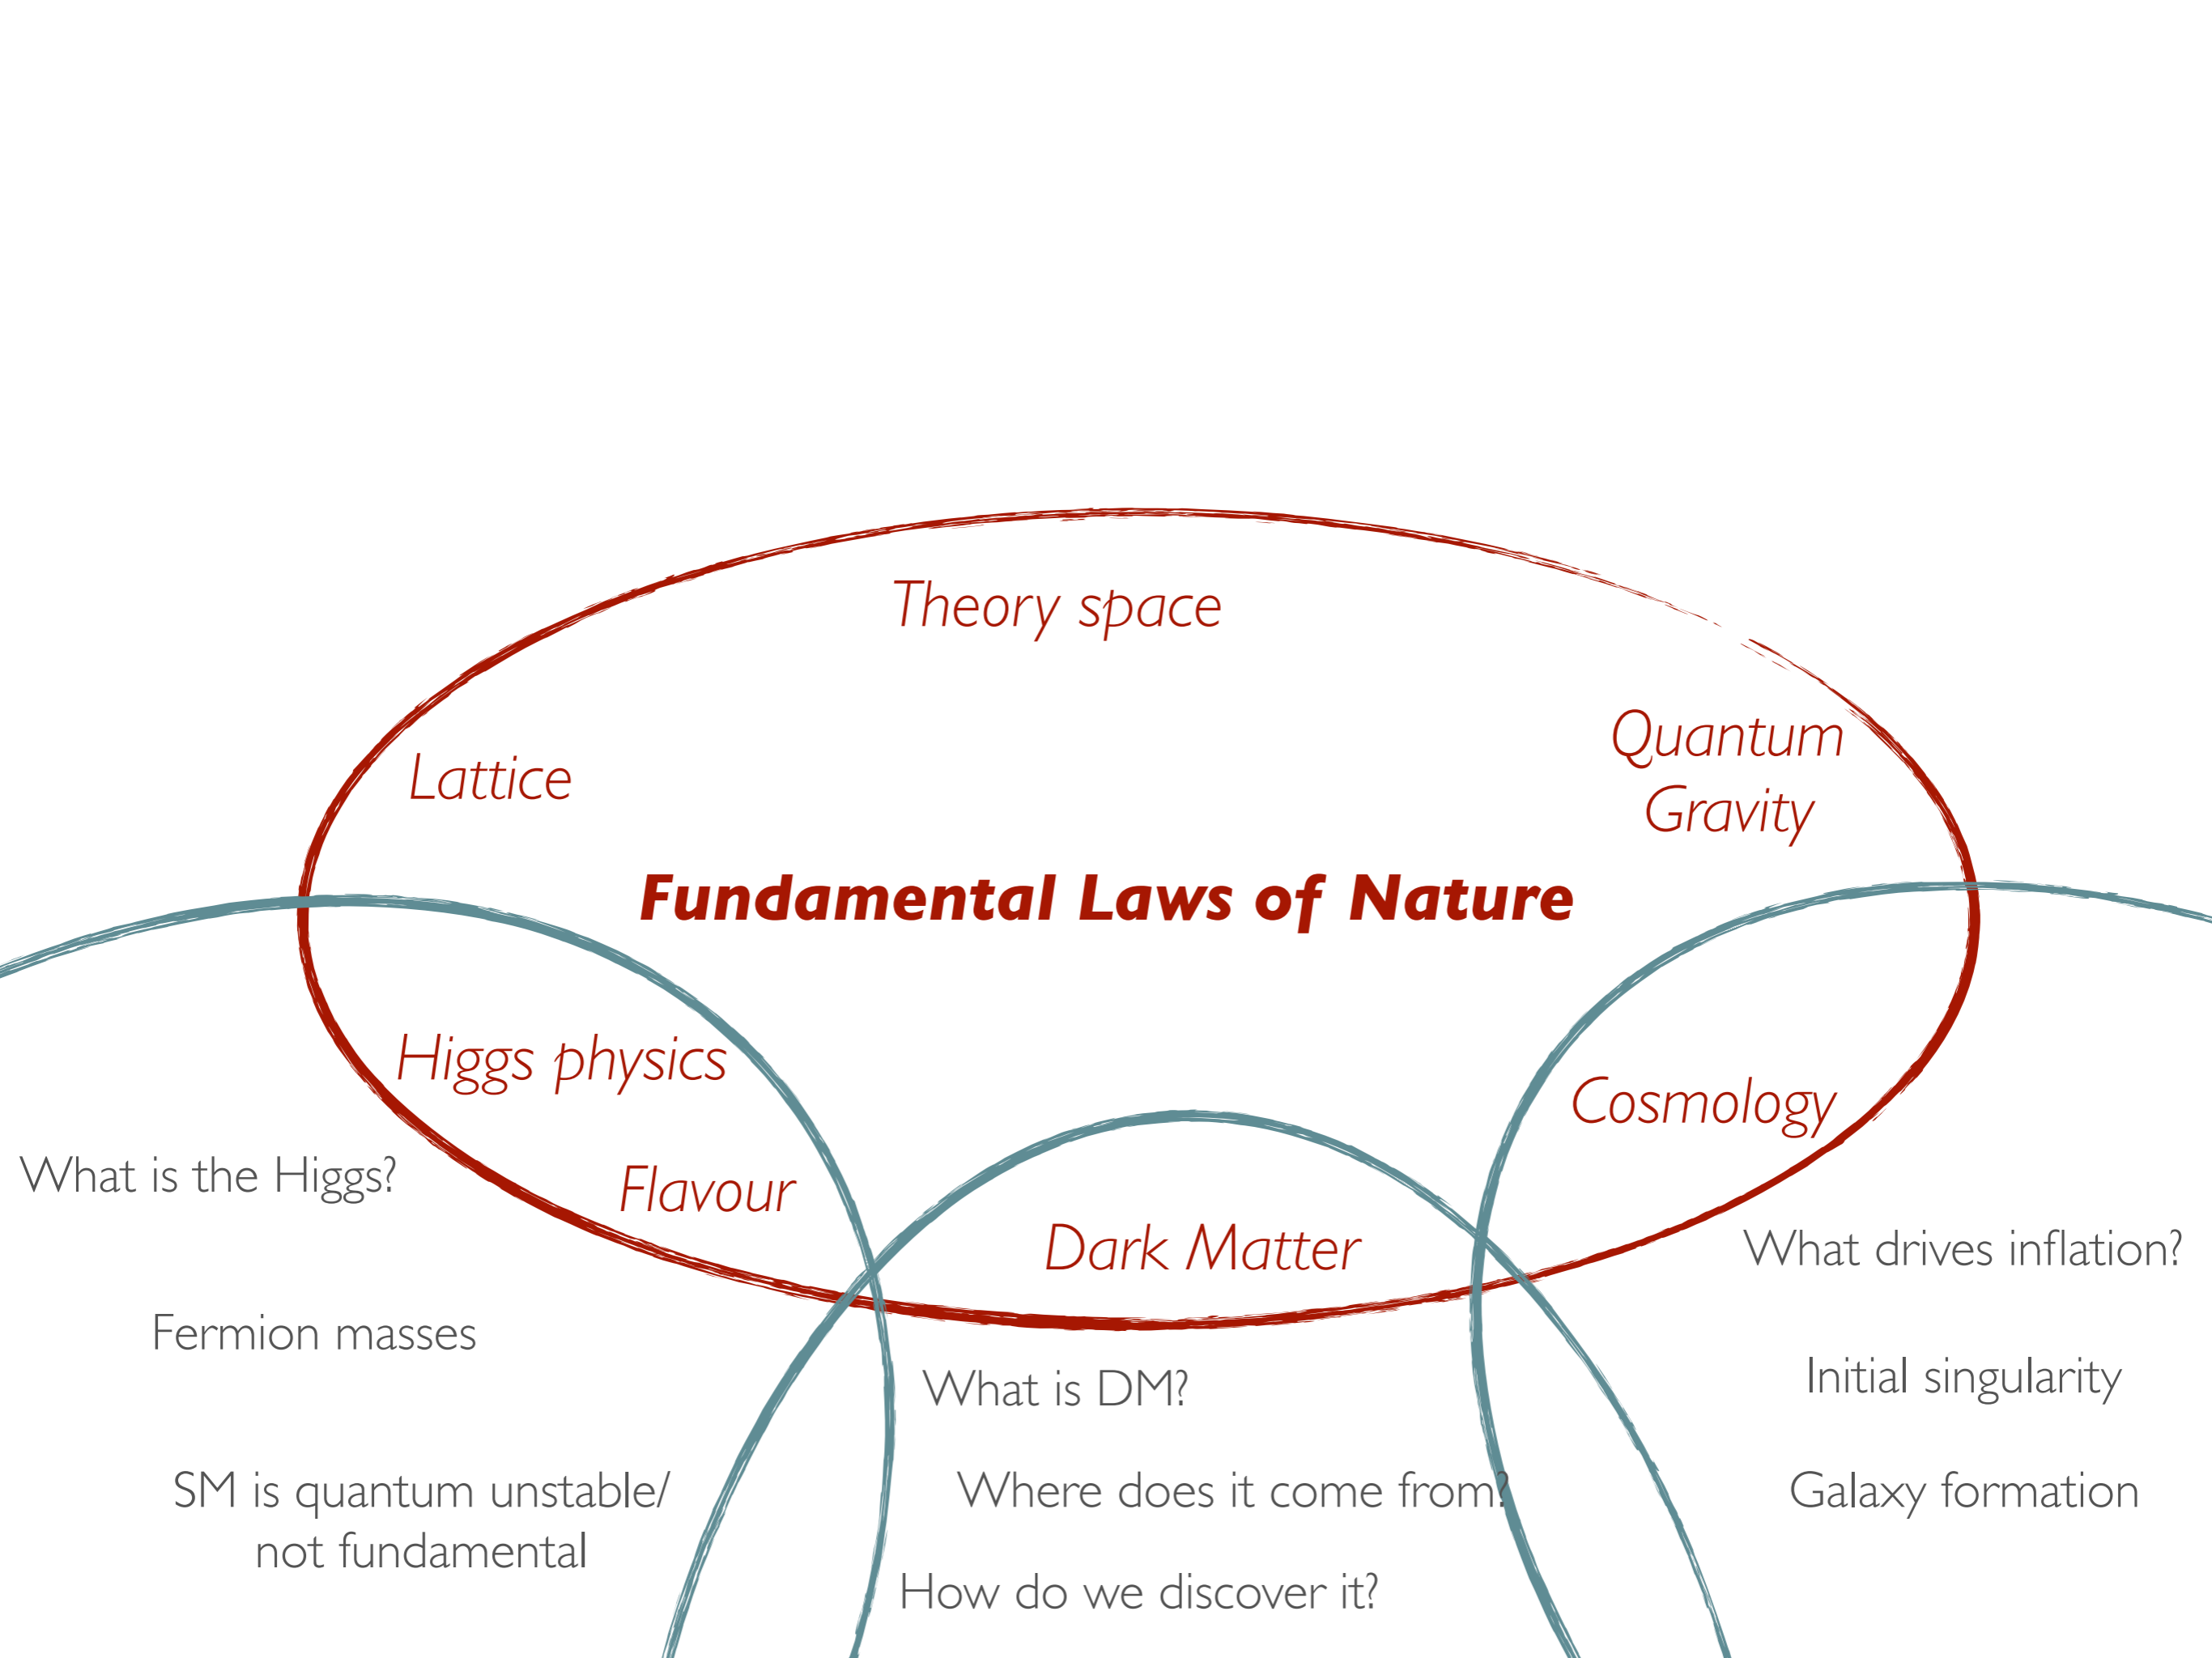 Theory space
Quantum
Gravity
Lattice
Fundamental Laws of Nature
Higgs physics
Cosmology
Flavour
Dark Matter
What is the Higgs?
Fermion masses
SM is quantum unstable/
not fundamental
What is DM?
Where does it come from?
How do we discover it?
What drives inflation?
Initial singularity
Galaxy formation